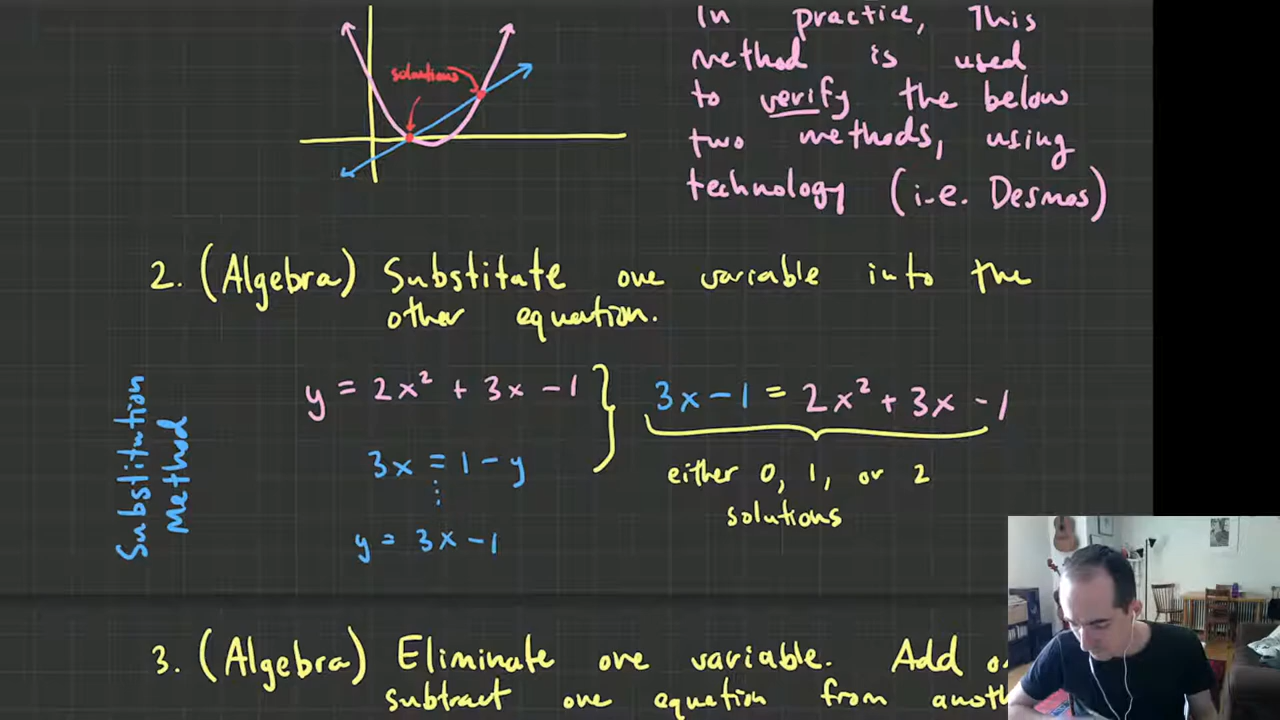 solutions
In practice, This
method is used
to verify the below
two methods, using
technology (i.e. Desmos)
2. (Algebra) Substitute one variable into the
other equation.
Substitution
Method
y = 2x² + 3x - 1
3x = 1 - y
⋮
y = 3x - 1
3x - 1 = 2x² + 3x - 1
either 0, 1, or 2
solutions
3. (Algebra) Eliminate one variable. Add
subtract one equation from